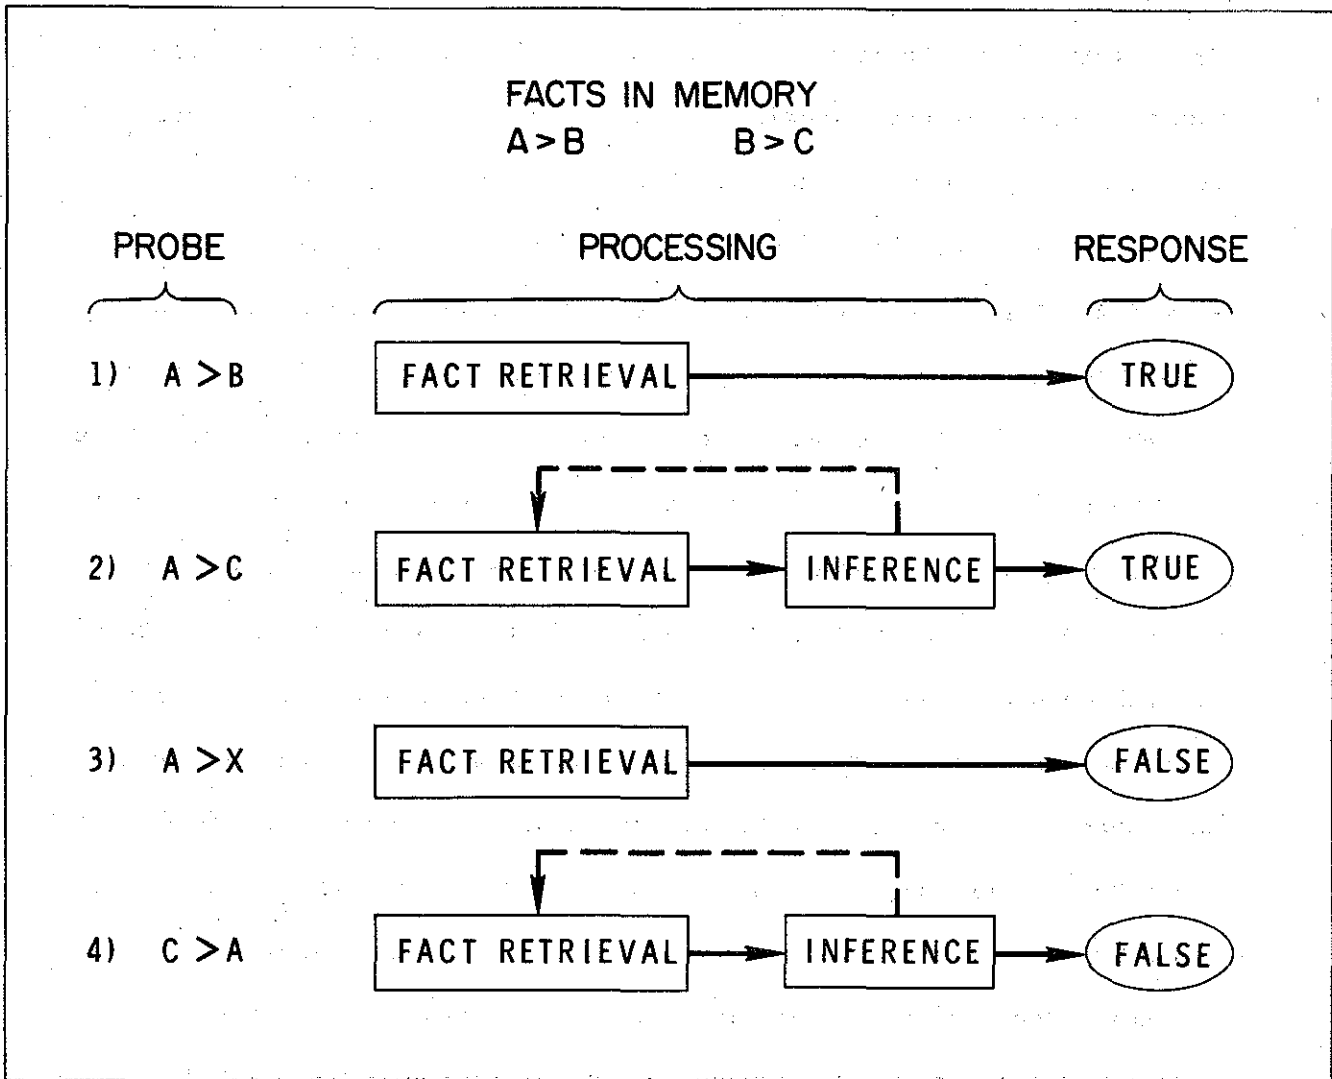 FACTS IN MEMORY
A > B B > C
PROBE PROCESSING RESPONSE
1) A > B FACT RETRIEVAL TRUE
2) A > C FACT RETRIEVAL INFERENCE TRUE
3) A > X FACT RETRIEVAL FALSE
4) C > A FACT RETRIEVAL INFERENCE FALSE